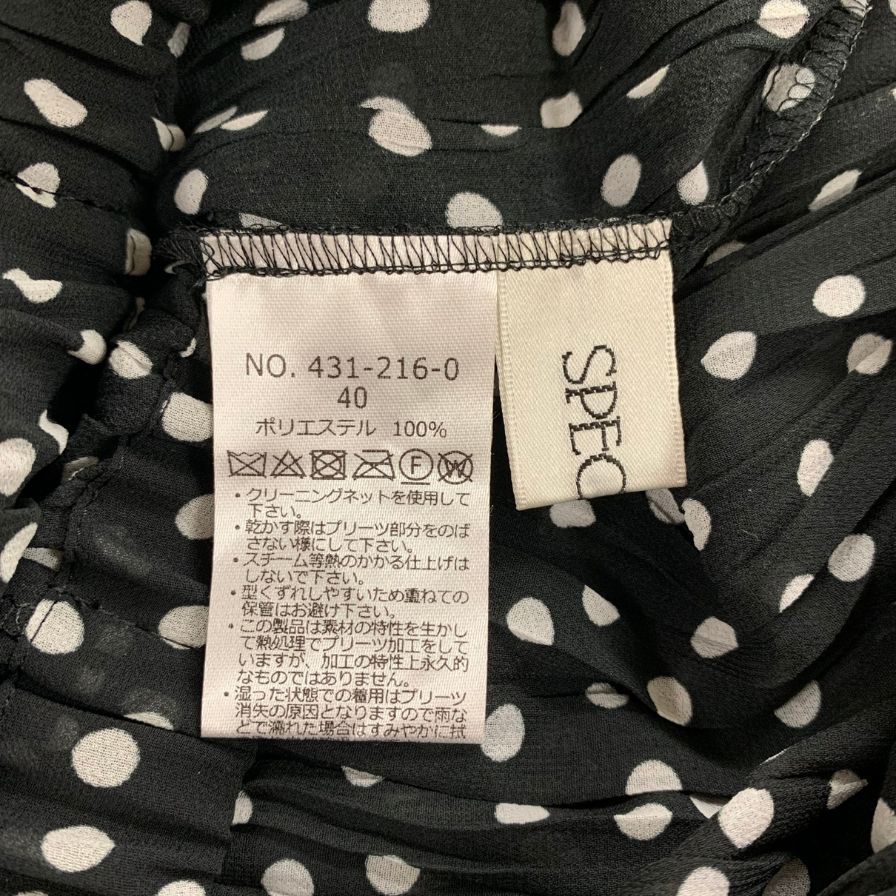 NO. 431-216-0
40
ポリエステル 100%
F W
・クリーニングネットを使用して
下さい。
・乾かす際はプリーツ部分をのば
さない様にして下さい。
・スチーム等熱のかかる仕上げは
しないで下さい。
・型くずれしやすいため重ねての
保管はお避け下さい。
・この製品は素材の特性を生かし
て熱処理でプリーツ加工をして
いますが、加工の特性上永久的
なものではありません。
・湿った状態での着用はプリーツ
消失の原因となりますので雨な
どで濡れた場合はすみやかに拭
SPEC